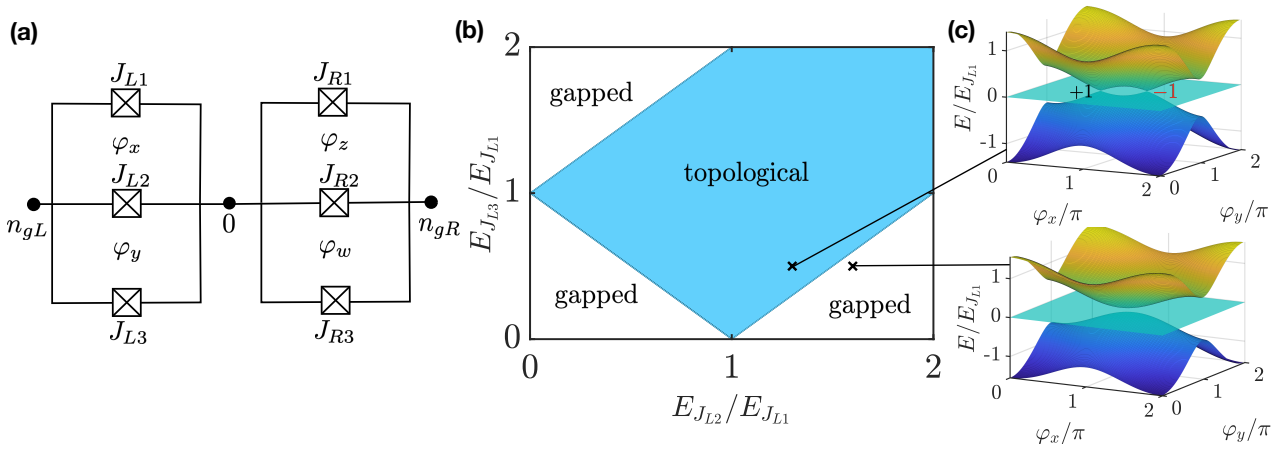 (a)
J_{L1}
J_{R1}
φ_x
φ_z
J_{L2}
J_{R2}
n_{gL}
0
n_{gR}
φ_y
φ_w
J_{L3}
J_{R3}
(b)
2
gapped
E_{J_{L3}}/E_{J_{L1}}
topological
1
gapped
gapped
0
0
1
2
E_{J_{L2}}/E_{J_{L1}}
(c)
E/E_{J_{L1}}
1
0
-1
+1
−1
0
1
2
0
1
2
φ_x/π
φ_y/π
E/E_{J_{L1}}
1
0
-1
0
1
2
0
1
2
φ_x/π
φ_y/π